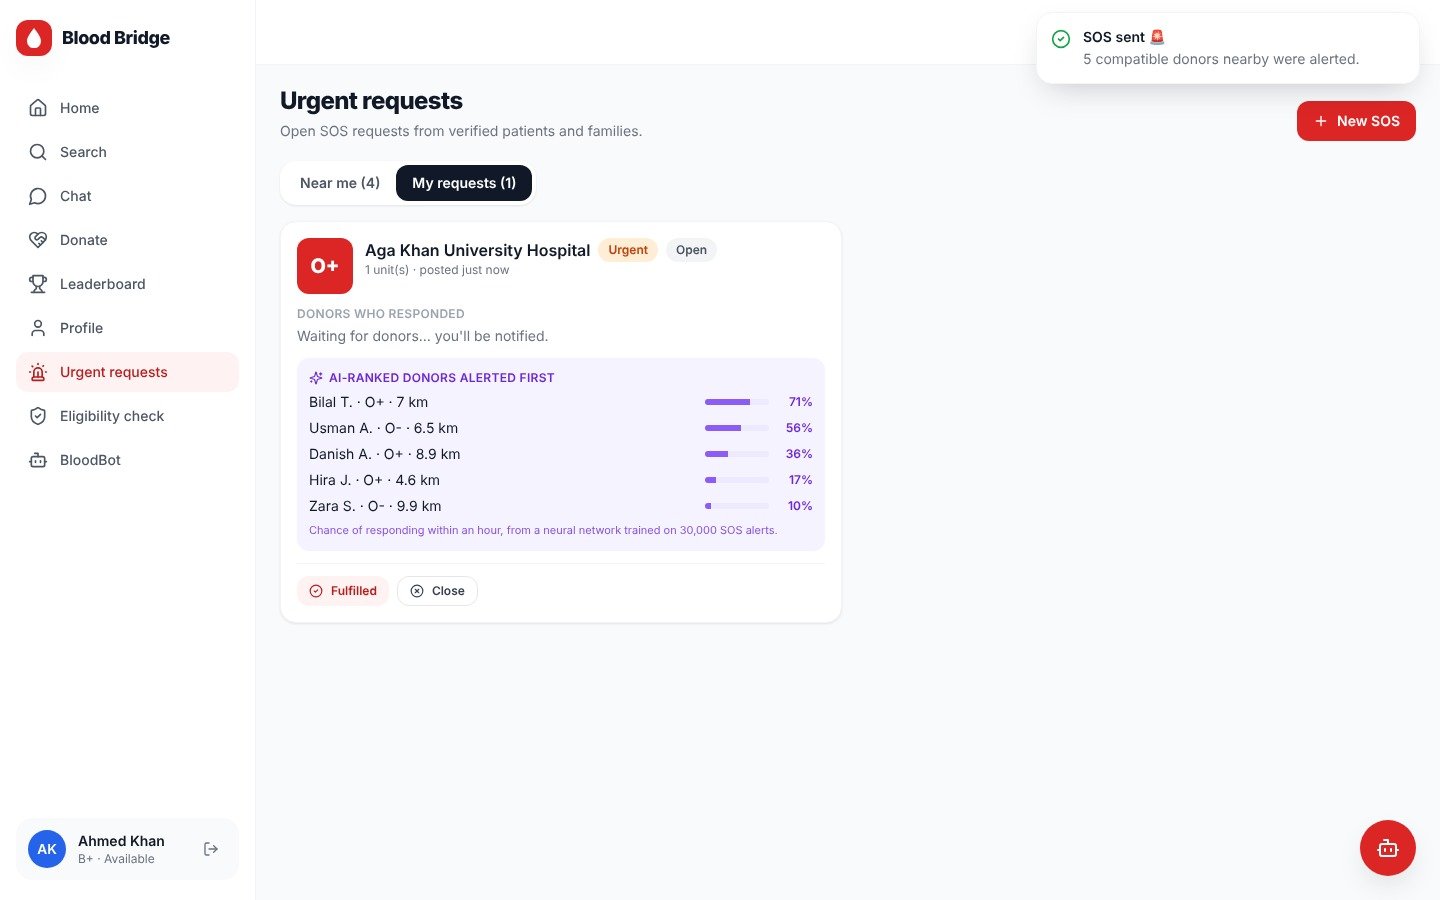 Blood Bridge
Home
Search
Chat
Donate
Leaderboard
Profile
Urgent requests
Eligibility check
BloodBot
AK
Ahmed Khan
B+ · Available
SOS sent 🚨
5 compatible donors nearby were alerted.
Urgent requests
Open SOS requests from verified patients and families.
+ New SOS
Near me (4)
My requests (1)
O+
Aga Khan University Hospital Urgent Open
1 unit(s) · posted just now
DONORS WHO RESPONDED
Waiting for donors... you'll be notified.
AI-RANKED DONORS ALERTED FIRST
Bilal T. · O+ · 7 km 71%
Usman A. · O- · 6.5 km 56%
Danish A. · O+ · 8.9 km 36%
Hira J. · O+ · 4.6 km 17%
Zara S. · O- · 9.9 km 10%
Chance of responding within an hour, from a neural network trained on 30,000 SOS alerts.
Fulfilled
Close